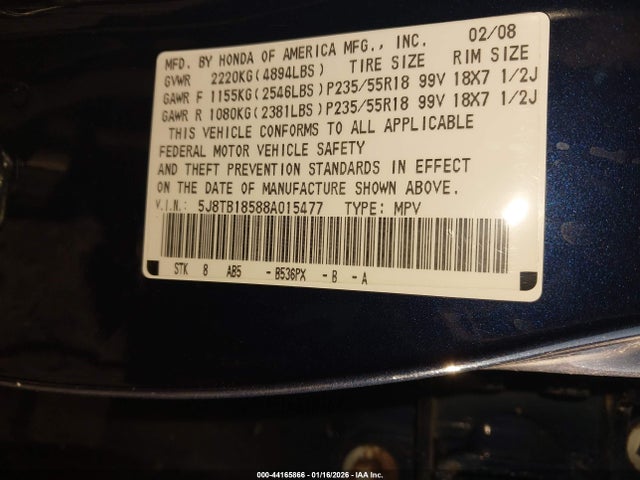 MFD. BY HONDA OF AMERICA MFG., INC. 02/08
GVWR 2220KG(4894LBS) TIRE SIZE RIM SIZE
GAWR F 1155KG(2546LBS)P235/55R18 99V 18X7 1/2J
GAWR R 1080KG(2381LBS)P235/55R18 99V 18X7 1/2J
THIS VEHICLE CONFORMS TO ALL APPLICABLE
FEDERAL MOTOR VEHICLE SAFETY
AND THEFT PREVENTION STANDARDS IN EFFECT
ON THE DATE OF MANUFACTURE SHOWN ABOVE.
V.I.N.: 5J8TB18588A015477 TYPE: MPV
STK 8 AB5 - B536PX - B - A
000-44165866 - 01/16/2026 - IAA Inc.